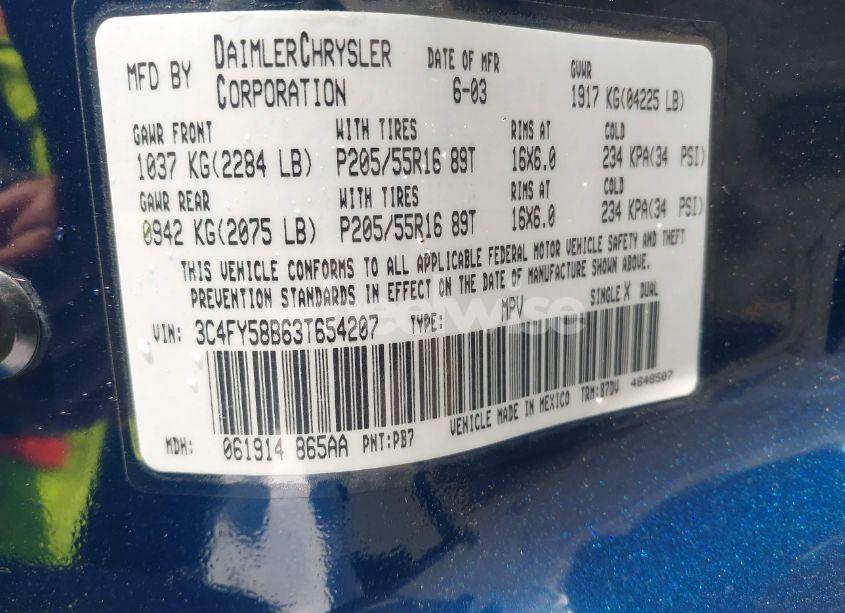 MFD BY DAIMLERCHRYSLER CORPORATION
DATE OF MFR 6-03
GVWR 1917 KG(04225 LB)
GAWR FRONT WITH TIRES RIMS AT COLD
1037 KG(2284 LB) P205/55R16 89T 16X6.0 234 KPA(34 PSI)
GAWR REAR WITH TIRES RIMS AT COLD
0942 KG(2075 LB) P205/55R16 89T 16X6.0 234 KPA(34 PSI)
THIS VEHICLE CONFORMS TO ALL APPLICABLE FEDERAL MOTOR VEHICLE SAFETY AND THEFT
PREVENTION STANDARDS IN EFFECT ON THE DATE OF MANUFACTURE SHOWN ABOVE.
VIN: 3C4FY58B63T654207 TYPE: MPV SINGLE X DUAL
MDH: 061914 865AA PNT:PB7 VEHICLE MADE IN MEXICO TRM:B7DV 4648507